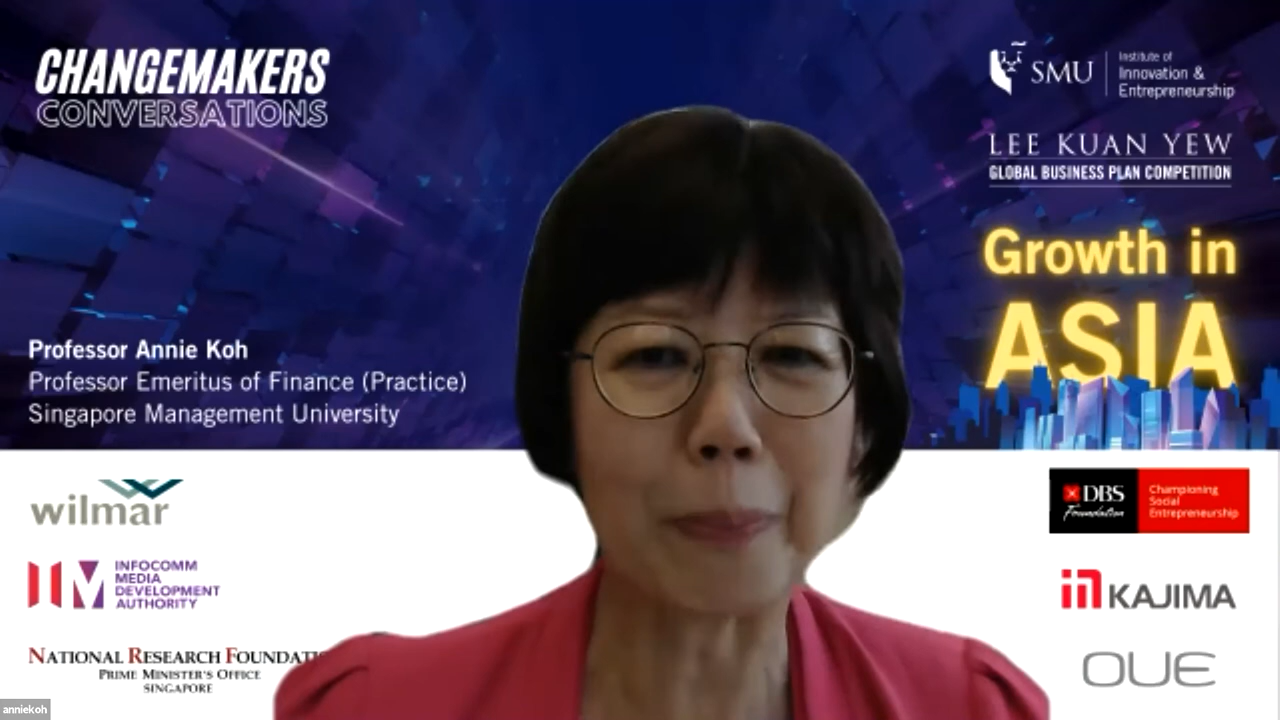 CHANGEMAKERS
CONVERSATIONS
SMU
Institute of
Innovation &
Entrepreneurship
LEE KUAN YEW
GLOBAL BUSINESS PLAN COMPETITION
Growth in
ASIA
Professor Annie Koh
Professor Emeritus of Finance (Practice)
Singapore Management University
wilmar
INFOCOMM
MEDIA
DEVELOPMENT
AUTHORITY
NATIONAL RESEARCH FOUNDATI
PRIME MINISTER'S OFFICE
SINGAPORE
DBS
Foundation
Championing
Social
Entrepreneurship
KAJIMA
OUE
anniekoh